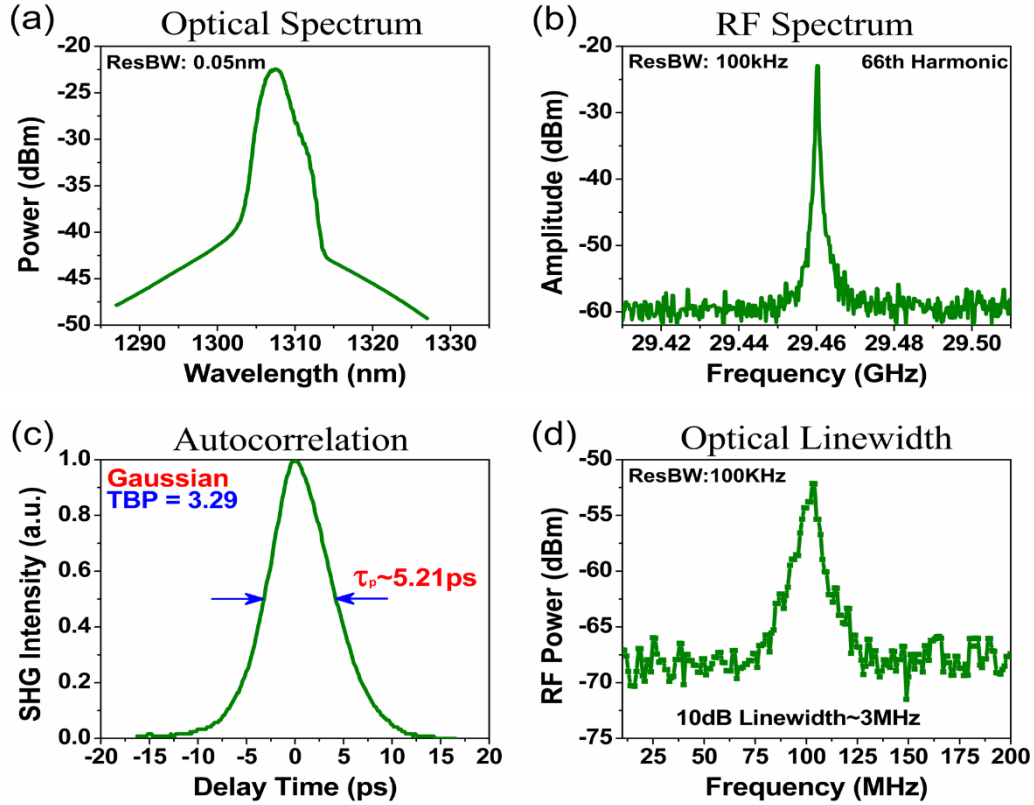 (a) Optical Spectrum
ResBW: 0.05nm
Power (dBm)
-20
-25
-30
-35
-40
-45
-50
1290 1300 1310 1320 1330
Wavelength (nm)
(b) RF Spectrum
ResBW: 100kHz 66th Harmonic
Amplitude (dBm)
-20
-30
-40
-50
-60
29.42 29.44 29.46 29.48 29.50
Frequency (GHz)
(c) Autocorrelation
Gaussian
TBP = 3.29
τp~5.21ps
SHG Intensity (a.u.)
1.0
0.8
0.6
0.4
0.2
0.0
-20 -15 -10 -5 0 5 10 15 20
Delay Time (ps)
(d) Optical Linewidth
ResBW:100KHz
RF Power (dBm)
-50
-55
-60
-65
-70
-75
10dB Linewidth~3MHz
25 50 75 100 125 150 175 200
Frequency (MHz)